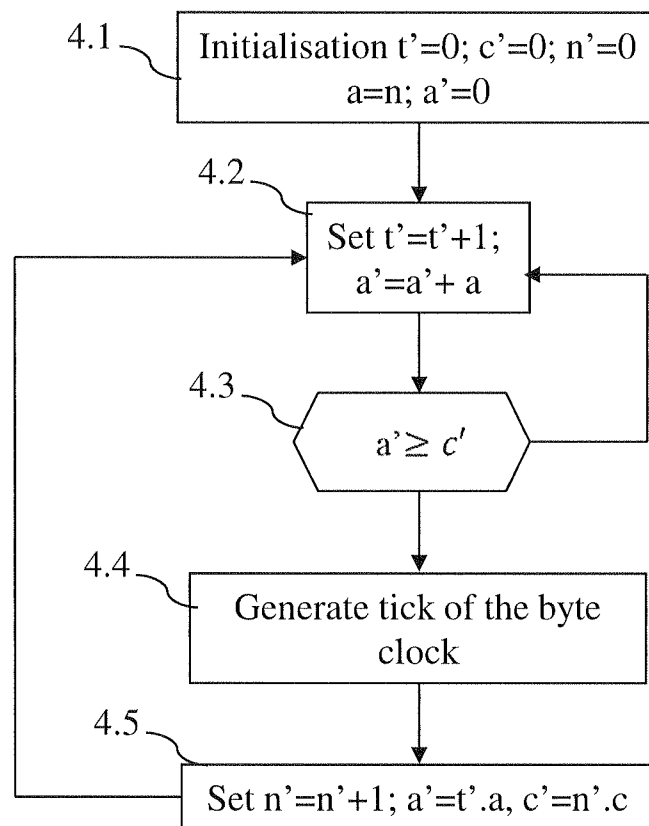 4.1
Initialisation t’=0; c’=0; n’=0
a=n; a’=0
4.2
Set t’=t’+1;
a’=a’+ a
4.3
a’ ≥ c′
4.4
Generate tick of the byte
clock
4.5
Set n’=n’+1; a’=t’.a, c’=n’.c